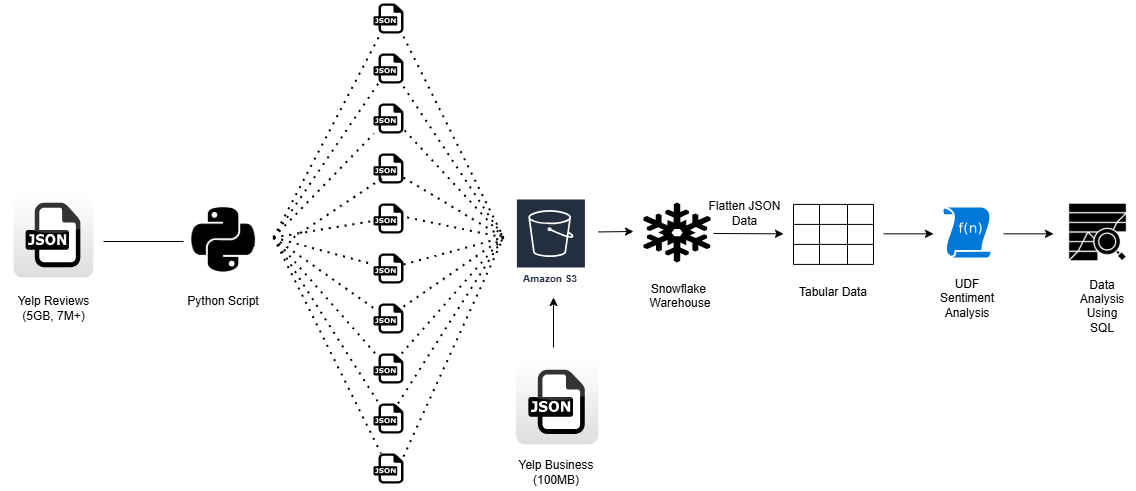 JSON
JSON
JSON
JSON
JSON
JSON
JSON
JSON
JSON
JSON
JSON
Yelp Reviews
(5GB, 7M+)
Python Script
Amazon S3
JSON
Yelp Business
(100MB)
Snowflake
Warehouse
Flatten JSON
Data
Tabular Data
f(n)
UDF
Sentiment
Analysis
Data
Analysis
Using
SQL